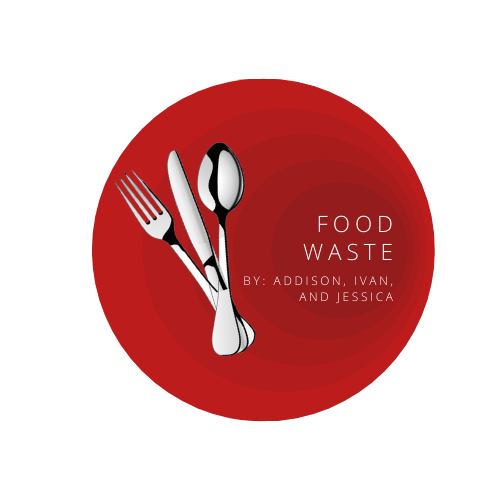 FOOD
WASTE
BY: ADDISON, IVAN,
AND JESSICA